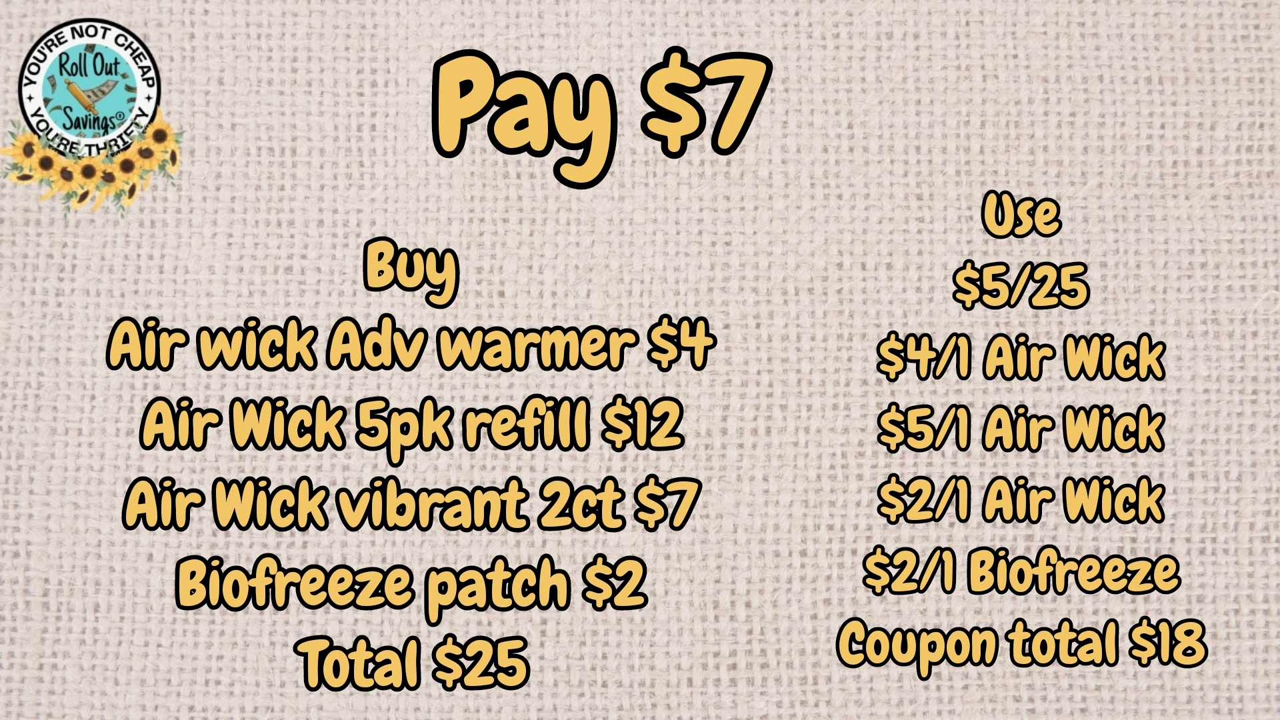 YOU'RE NOT CHEAP
Roll Out
Savings®
YOU'RE THRIFTY
Pay $7
Buy
Air wick Adv warmer $4
Air Wick 5pk refill $12
Air Wick vibrant 2ct $7
Biofreeze patch $2
Total $25
Use
$5/25
$4/1 Air Wick
$5/1 Air Wick
$2/1 Air Wick
$2/1 Biofreeze
Coupon total $18